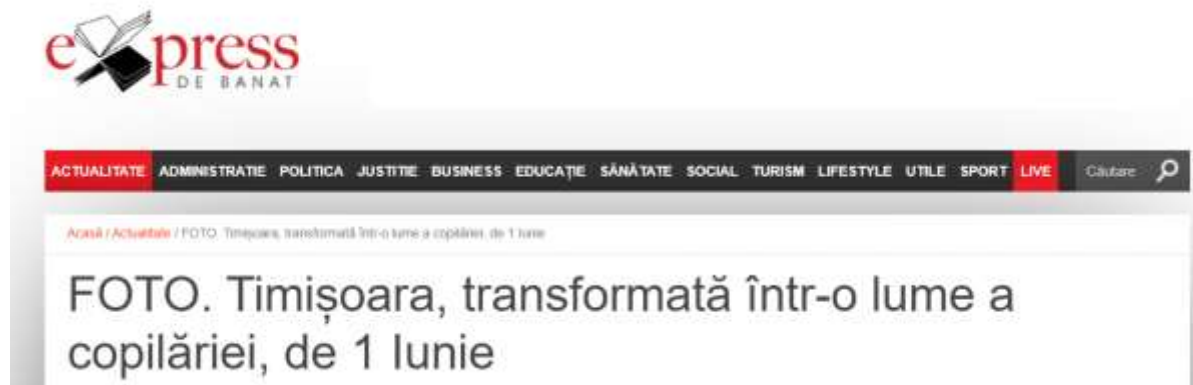 express
DE BANAT
ACTUALITATE ADMINISTRATIE POLITICA JUSTITIE BUSINESS EDUCAȚIE SĂNĂTATE SOCIAL TURISM LIFESTYLE UTILE SPORT LIVE Căutare
Acasă / Actualitate / FOTO. Timișoara, transformată într-o lume a copilăriei, de 1 Iunie
FOTO. Timișoara, transformată într-o lume a
copilăriei, de 1 Iunie